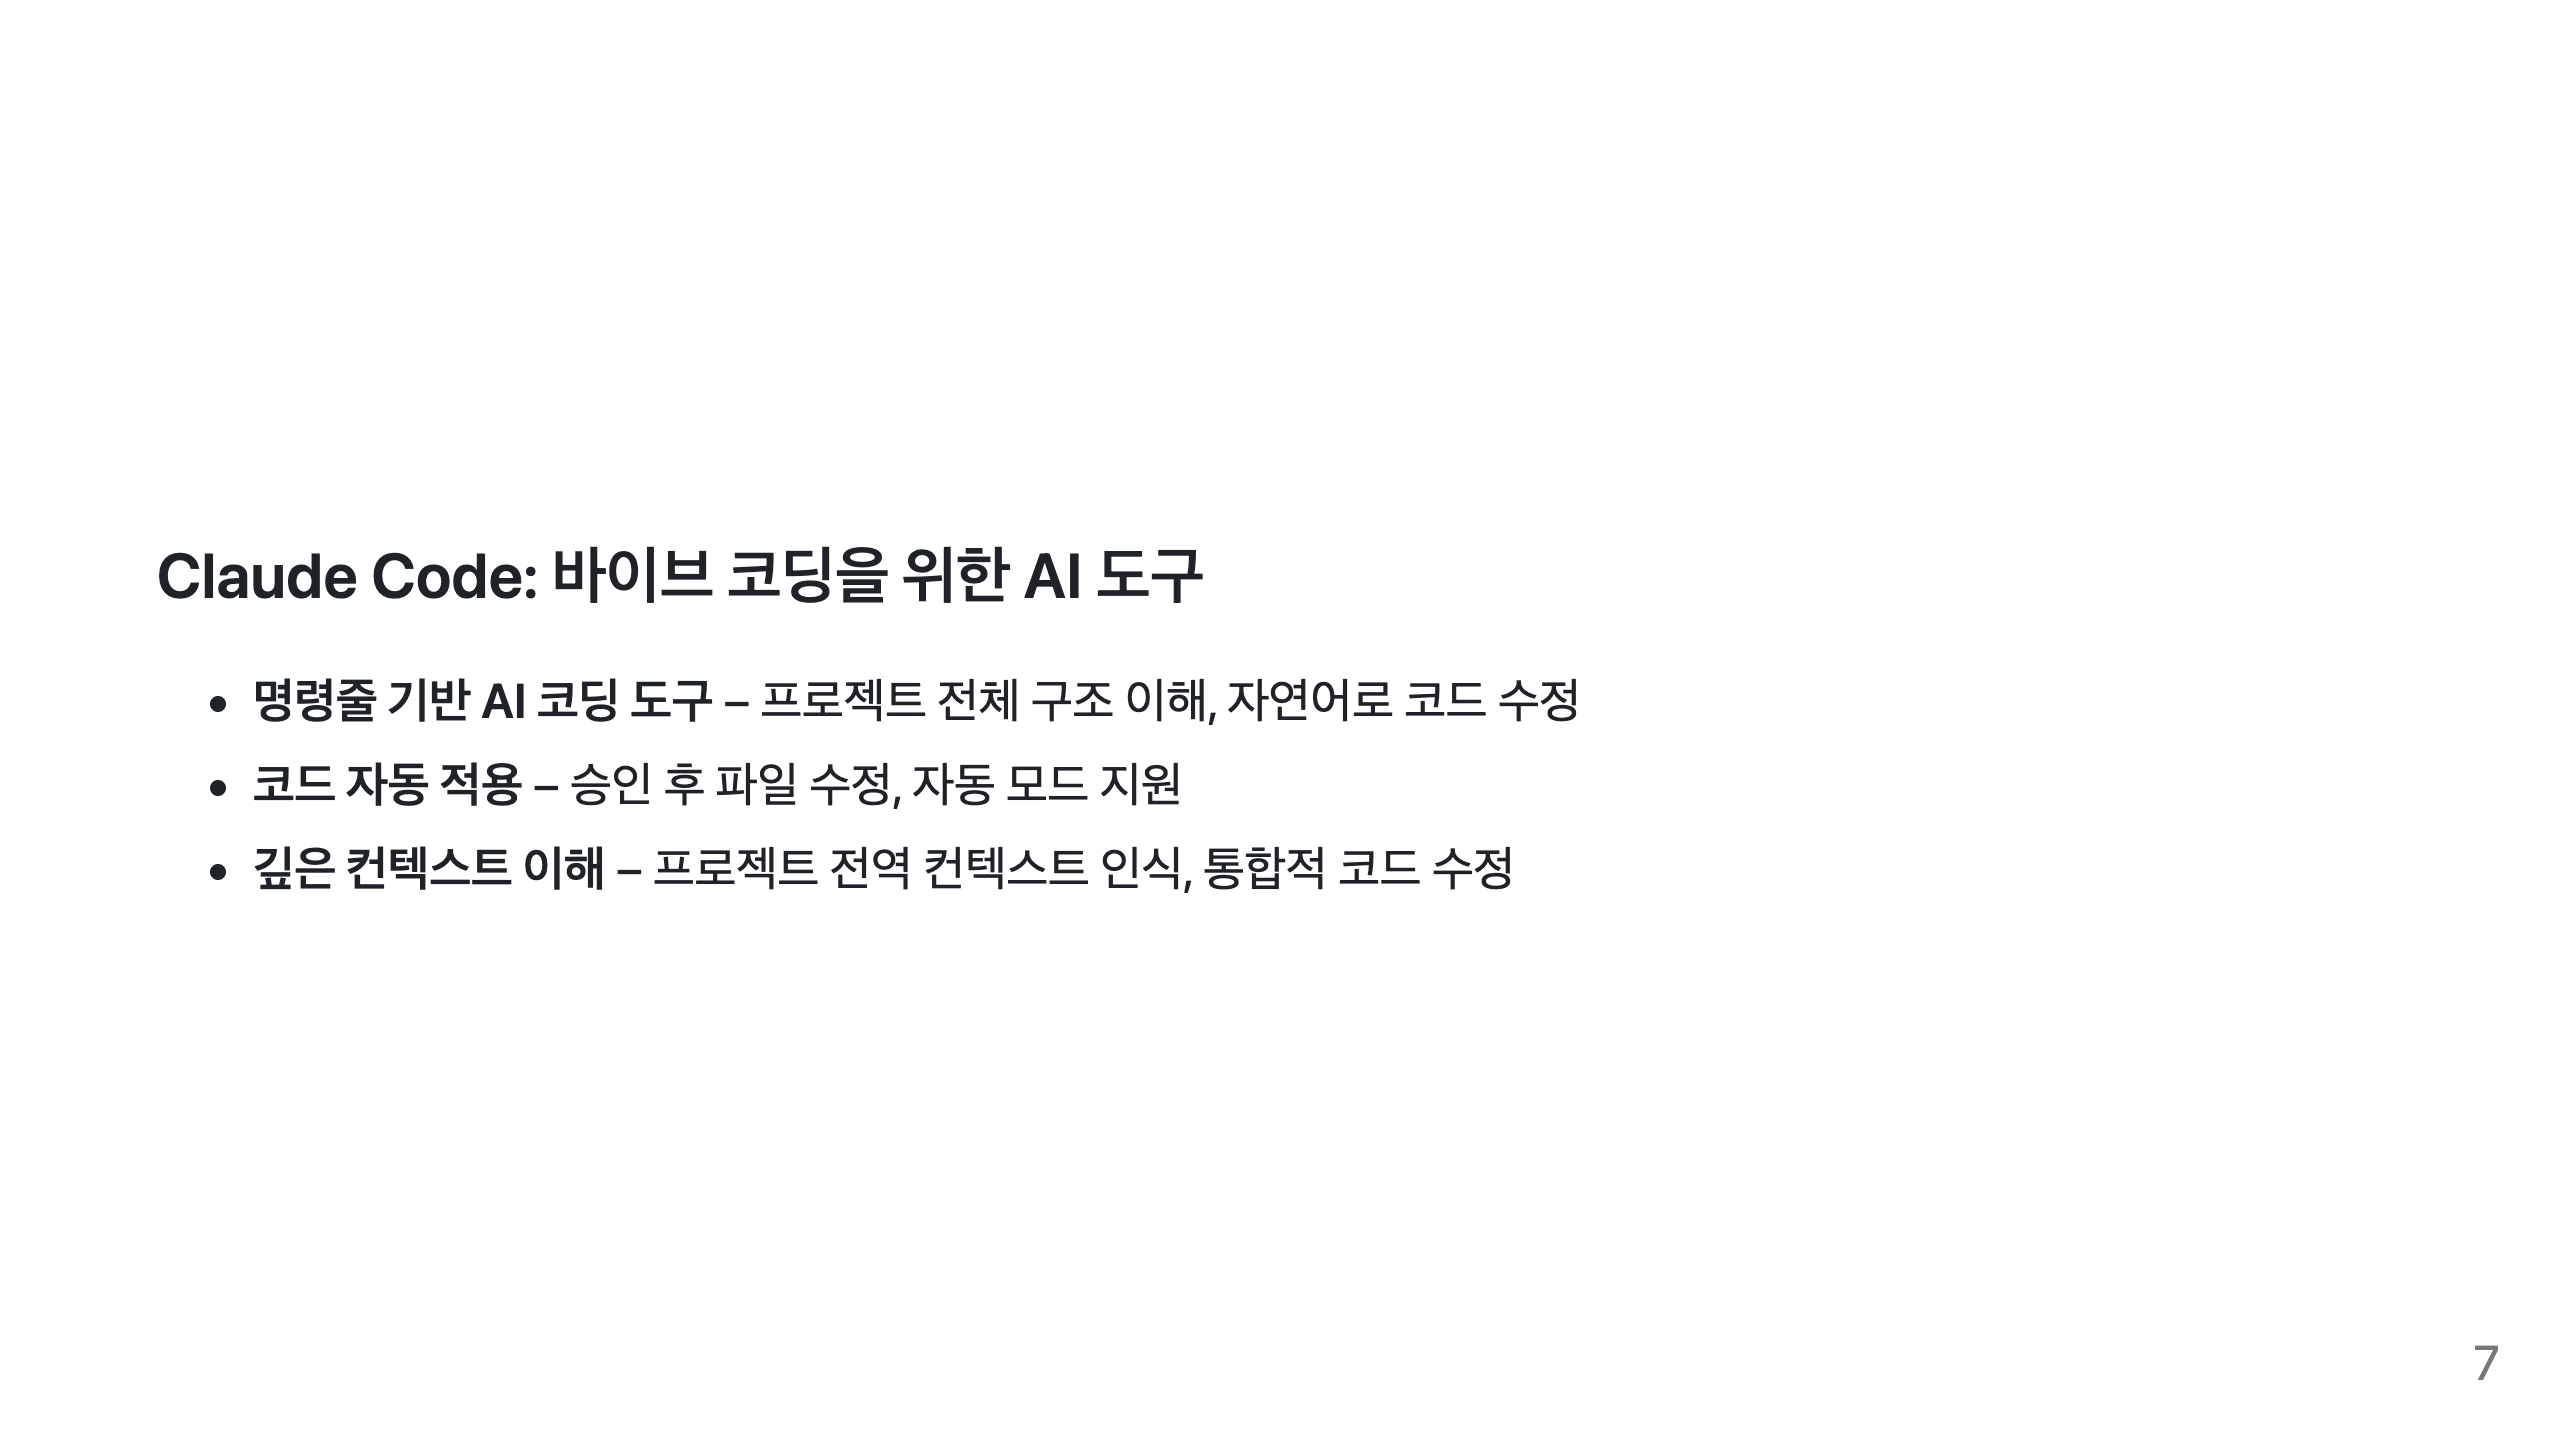 Claude Code: 바이브 코딩을 위한 AI 도구
• 명령줄 기반 AI 코딩 도구 – 프로젝트 전체 구조 이해, 자연어로 코드 수정
• 코드 자동 적용 – 승인 후 파일 수정, 자동 모드 지원
• 깊은 컨텍스트 이해 – 프로젝트 전역 컨텍스트 인식, 통합적 코드 수정
7